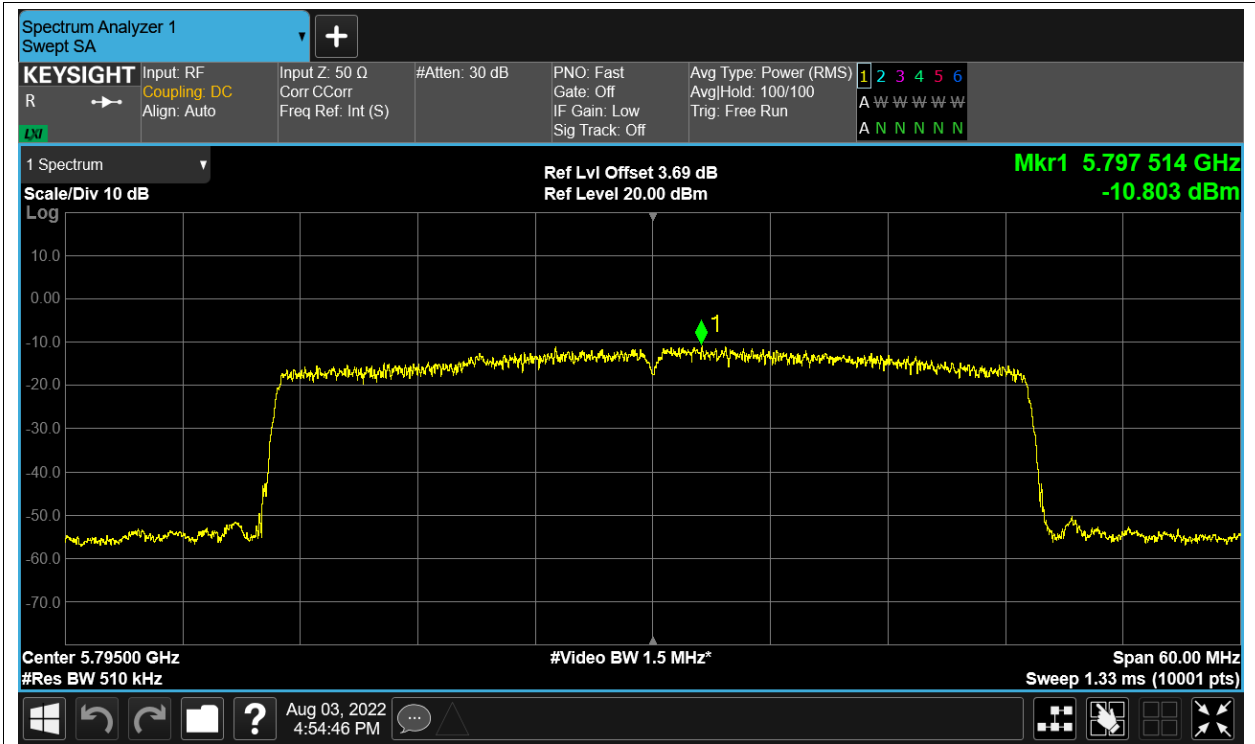 Spectrum Analyzer 1
Swept SA
+
KEYSIGHT
R
LXI
Input: RF
Coupling: DC
Align: Auto
Input Z: 50 Ω
Corr CCorr
Freq Ref: Int (S)
#Atten: 30 dB
PNO: Fast
Gate: Off
IF Gain: Low
Sig Track: Off
Avg Type: Power (RMS)
Avg|Hold: 100/100
Trig: Free Run
1 2 3 4 5 6
A W W W W W
A N N N N N
1 Spectrum
Scale/Div 10 dB
Ref Lvl Offset 3.69 dB
Ref Level 20.00 dBm
Mkr1 5.797 514 GHz
-10.803 dBm
Log
10.0
0.00
-10.0
-20.0
-30.0
-40.0
-50.0
-60.0
-70.0
1
Center 5.79500 GHz
#Res BW 510 kHz
#Video BW 1.5 MHz*
Span 60.00 MHz
Sweep 1.33 ms (10001 pts)
?
Aug 03, 2022
4:54:46 PM